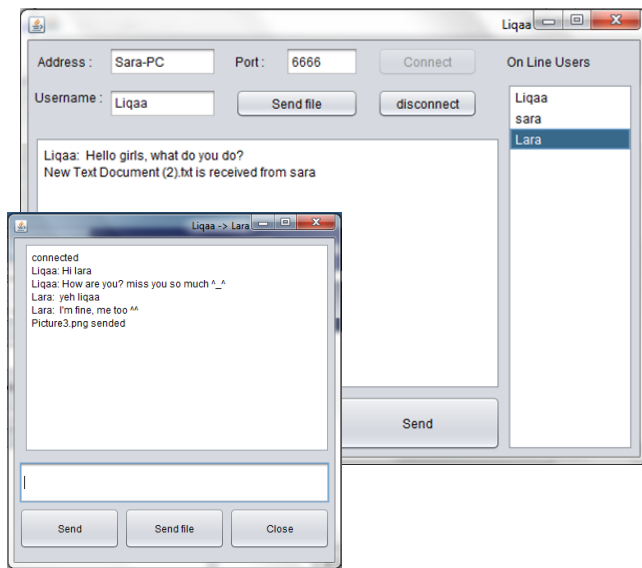 Liqaa
Address : Sara-PC Port : 6666 Connect On Line Users
Username : Liqaa Send file disconnect
Liqaa
sara
Lara
Liqaa: Hello girls, what do you do?
New Text Document (2).txt is received from sara
Send
Liqaa -> Lara
connected
Liqaa: Hi lara
Liqaa: How are you? miss you so much ^_^
Lara: yeh liqaa
Lara: I'm fine, me too ^^
Picture3.png sended
Send Send file Close